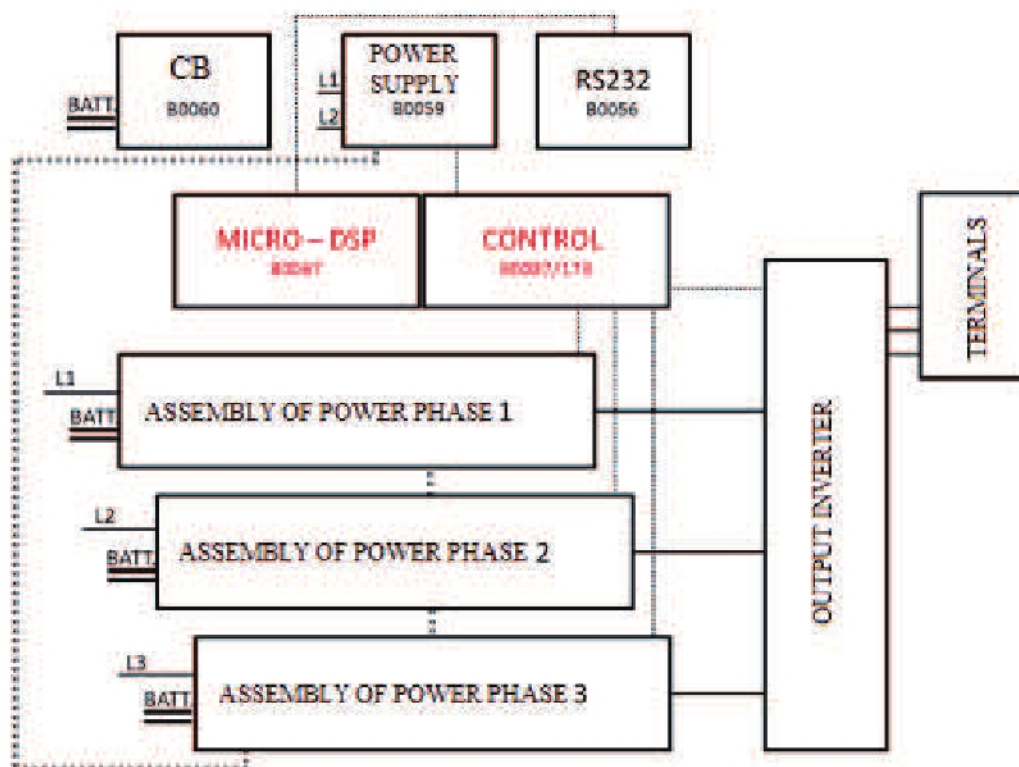 CB
B0060
BATT.
POWER
SUPPLY
B0059
L1
L2
RS232
B0056
MICRO – DSP
CONTROL
TERMINALS
L1
BATT.
ASSEMBLY OF POWER PHASE 1
L2
BATT.
ASSEMBLY OF POWER PHASE 2
L3
BATT.
ASSEMBLY OF POWER PHASE 3
OUTPUT INVERTER